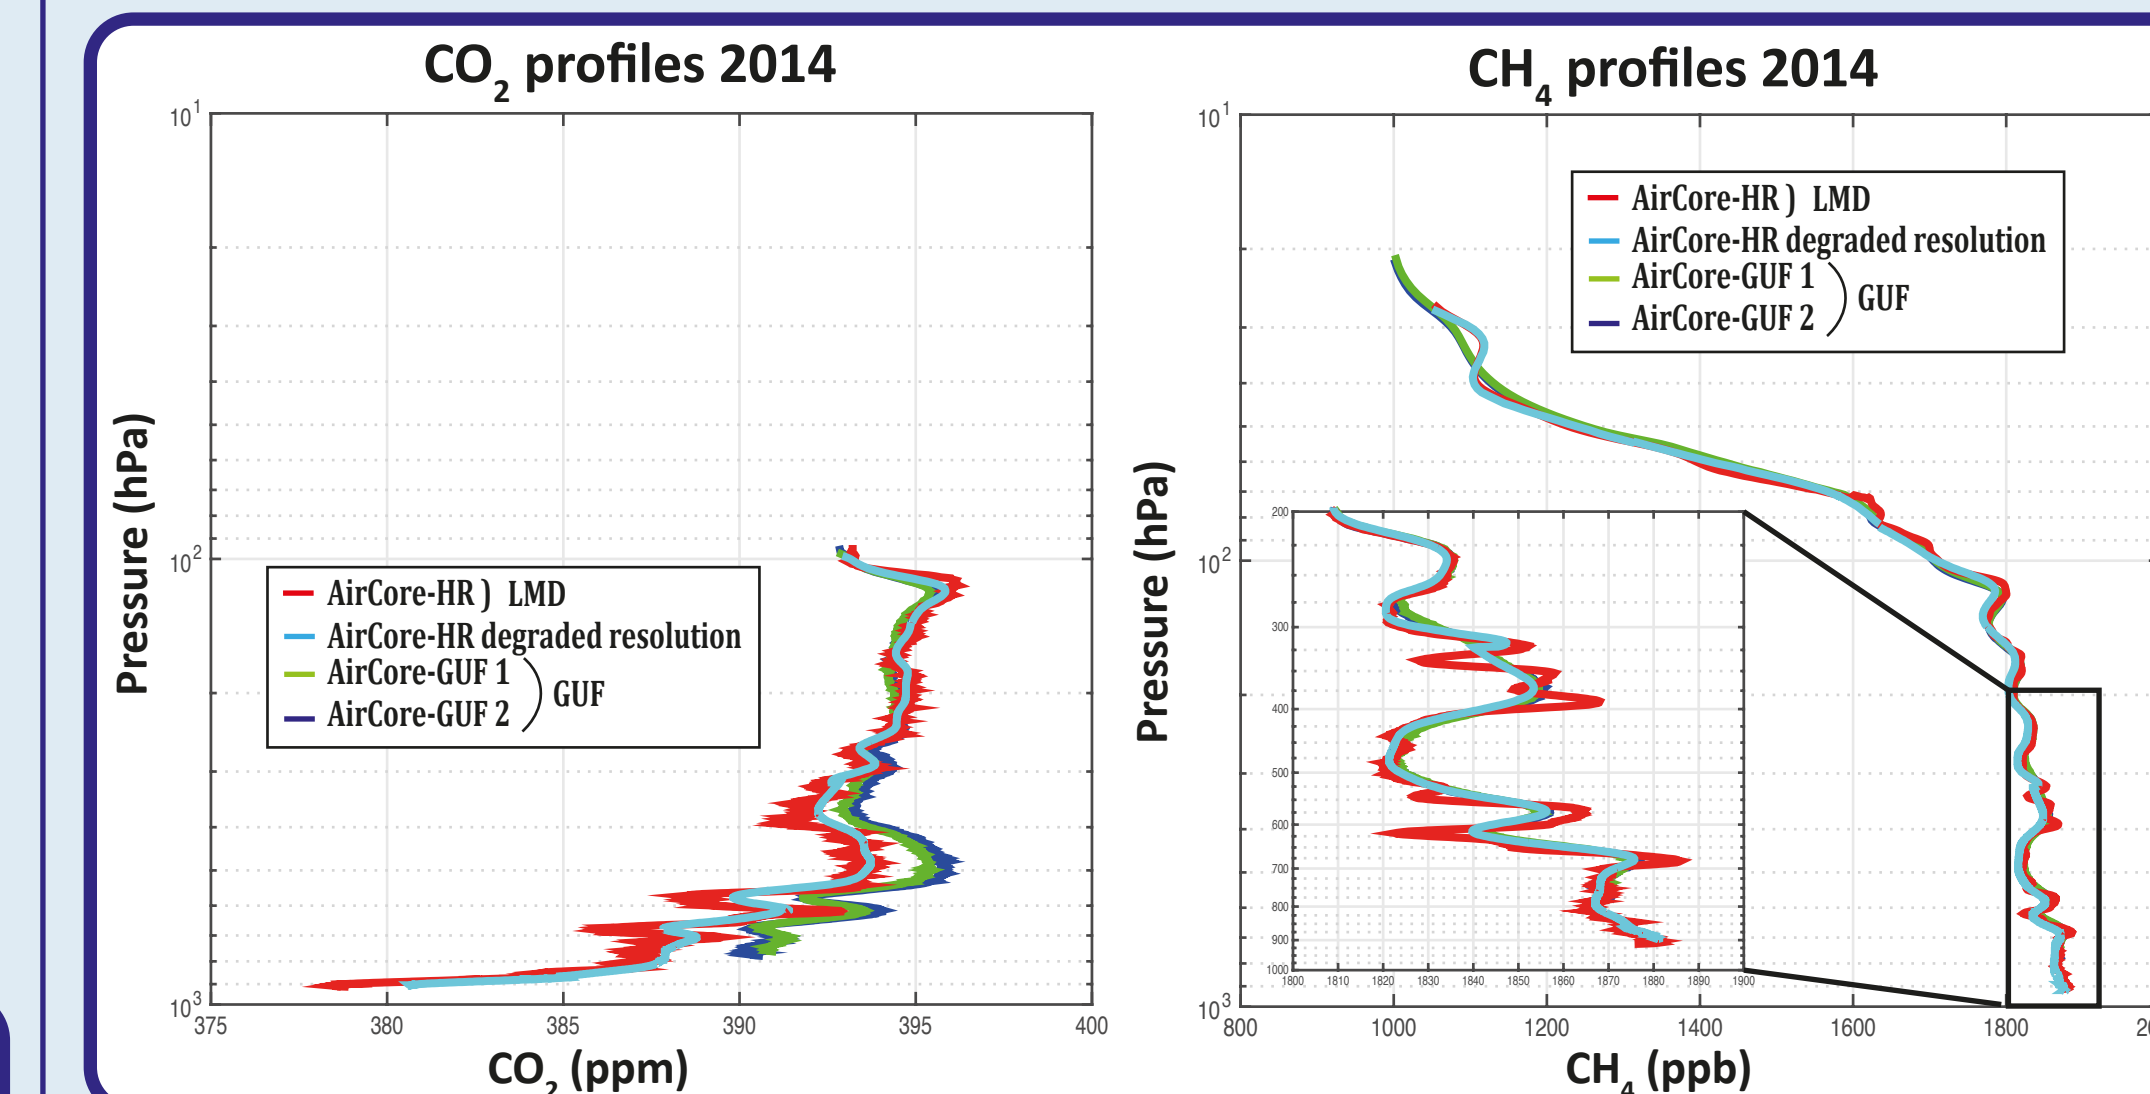 CO2 profiles 2014
10^1
10^2
10^3
Pressure (hPa)
AirCore-HR ) LMD
AirCore-HR degraded resolution
AirCore-GUF 1
GUF
AirCore-GUF 2
375 380 385 390 395 400
CO2 (ppm)
CH4 profiles 2014
10^1
10^2
10^3
Pressure (hPa)
AirCore-HR ) LMD
AirCore-HR degraded resolution
AirCore-GUF 1
GUF
AirCore-GUF 2
200
300
400
500
600
700
800
900
1000
1800 1810 1820 1830 1840 1850 1860 1870 1880 1890 1900
800 1000 1200 1400 1600 1800
CH4 (ppb)